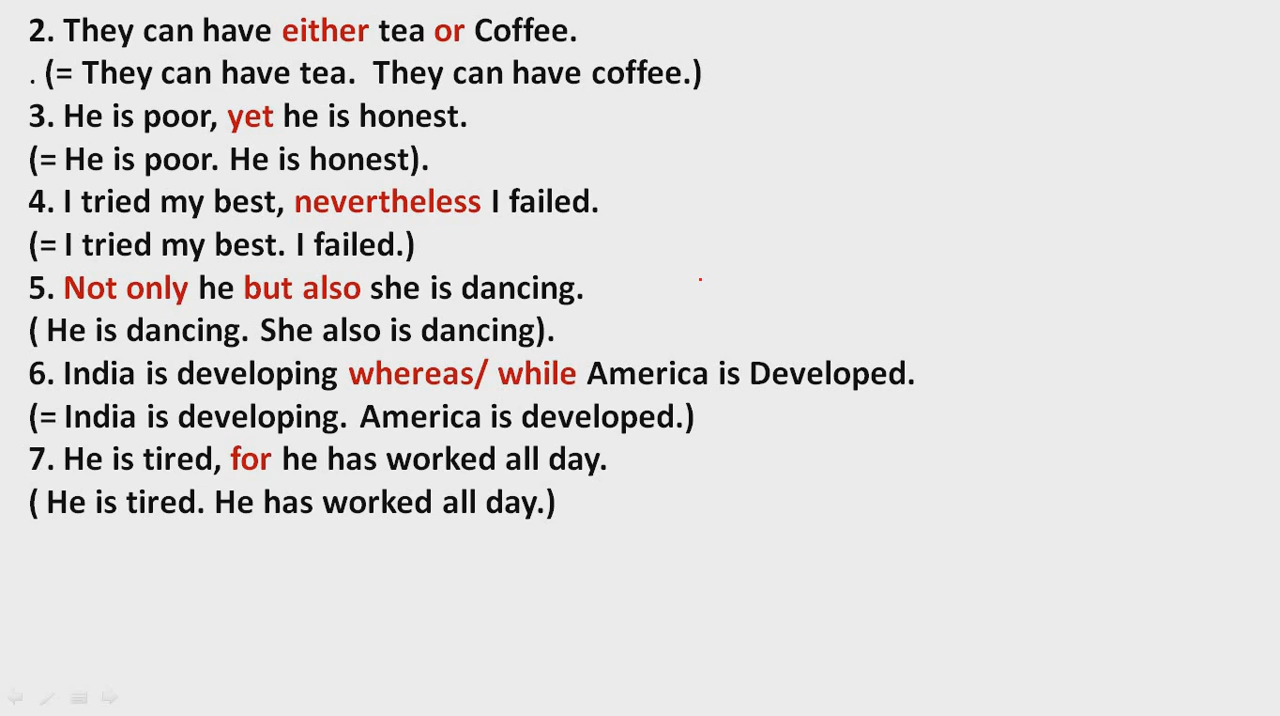 2. They can have either tea or Coffee.
. (= They can have tea.  They can have coffee.)
3. He is poor, yet he is honest.
(= He is poor. He is honest).
4. I tried my best, nevertheless I failed.
(= I tried my best. I failed.)
5. Not only he but also she is dancing.
( He is dancing. She also is dancing).
6. India is developing whereas/ while America is Developed.
(= India is developing. America is developed.)
7. He is tired, for he has worked all day.
( He is tired. He has worked all day.)